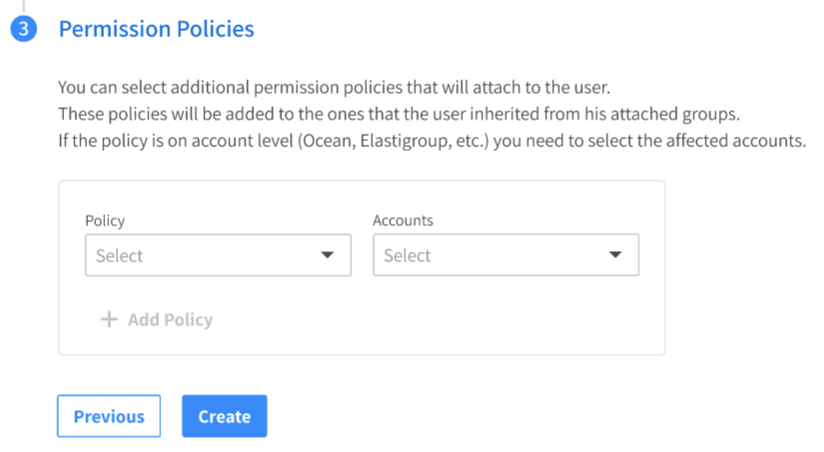 3 Permission Policies
You can select additional permission policies that will attach to the user.
These policies will be added to the ones that the user inherited from his attached groups.
If the policy is on account level (Ocean, Elastigroup, etc.) you need to select the affected accounts.
Policy Accounts
Select Select
+ Add Policy
Previous Create